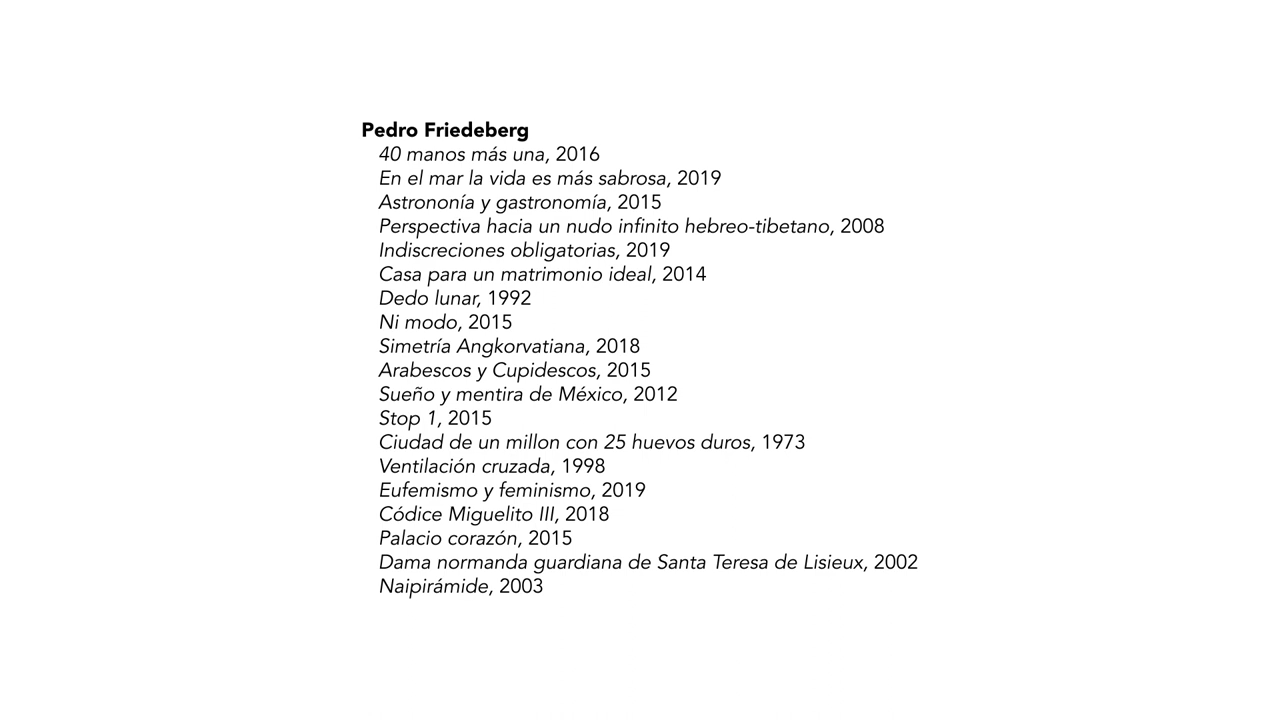 Pedro Friedeberg
40 manos más una, 2016
En el mar la vida es más sabrosa, 2019
Astrononía y gastronomía, 2015
Perspectiva hacia un nudo infinito hebreo-tibetano, 2008
Indiscreciones obligatorias, 2019
Casa para un matrimonio ideal, 2014
Dedo lunar, 1992
Ni modo, 2015
Simetría Angkorvatiana, 2018
Arabescos y Cupidescos, 2015
Sueño y mentira de México, 2012
Stop 1, 2015
Ciudad de un millon con 25 huevos duros, 1973
Ventilación cruzada, 1998
Eufemismo y feminismo, 2019
Códice Miguelito III, 2018
Palacio corazón, 2015
Dama normanda guardiana de Santa Teresa de Lisieux, 2002
Naipirámide, 2003